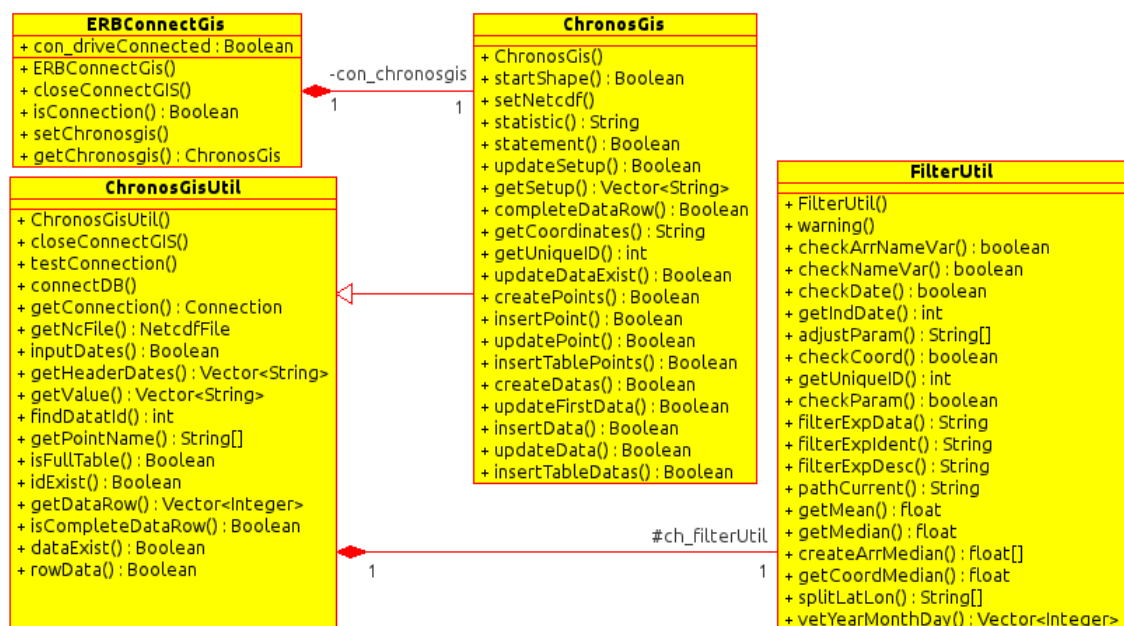 ERBConnectGis
+ con_driveConnected : Boolean
+ ERBConnectGis()
+ closeConnectGIS()
+ isConnection() : Boolean
+ setChronosgis()
+ getChronosgis() : ChronosGis
-con_chronosgis
1
1
ChronosGis
+ ChronosGis()
+ startShape() : Boolean
+ setNetcdf()
+ statistic() : String
+ statement() : Boolean
+ updateSetup() : Boolean
+ getSetup() : Vector<String>
+ completeDataRow() : Boolean
+ getCoordinates() : String
+ getUniqueID() : int
+ updateDataExist() : Boolean
+ createPoints() : Boolean
+ insertPoint() : Boolean
+ updatePoint() : Boolean
+ insertTablePoints() : Boolean
+ createDatas() : Boolean
+ updateFirstData() : Boolean
+ insertData() : Boolean
+ updateData() : Boolean
+ insertTableDatas() : Boolean
ChronosGisUtil
+ ChronosGisUtil()
+ closeConnectGIS()
+ testConnection()
+ connectDB()
+ getConnection() : Connection
+ getNcFile() : NetcdfFile
+ inputDates() : Boolean
+ getHeaderDates() : Vector<String>
+ getValue() : Vector<String>
+ findDatatId() : int
+ getPointName() : String[]
+ isFullTable() : Boolean
+ idExist() : Boolean
+ getDataRow() : Vector<Integer>
+ isCompleteDataRow() : Boolean
+ dataExist() : Boolean
+ rowData() : Boolean
#ch_filterUtil
1
1
FilterUtil
+ FilterUtil()
+ warning()
+ checkArrNameVar() : boolean
+ checkNameVar() : boolean
+ checkDate() : boolean
+ getIndDate() : int
+ adjustParam() : String[]
+ checkCoord() : boolean
+ getUniqueID() : int
+ checkParam() : boolean
+ filterExpData() : String
+ filterExpIdent() : String
+ filterExpDesc() : String
+ pathCurrent() : String
+ getMean() : float
+ getMedian() : float
+ createArrMedian() : float[]
+ getCoordMedian() : float
+ splitLatLon() : String[]
+ vetYearMonthDay() : Vector<Integer>